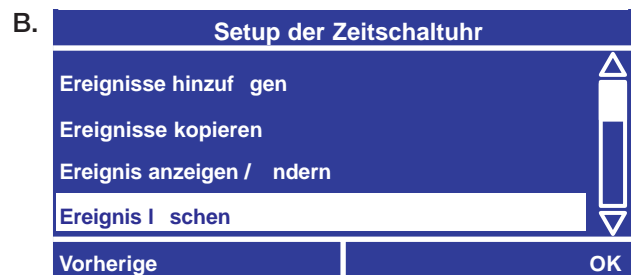 B.
Setup der Zeitschaltuhr
Ereignisse hinzuf gen
Ereignisse kopieren
Ereignis anzeigen / ndern
Ereignis l schen
Vorherige OK